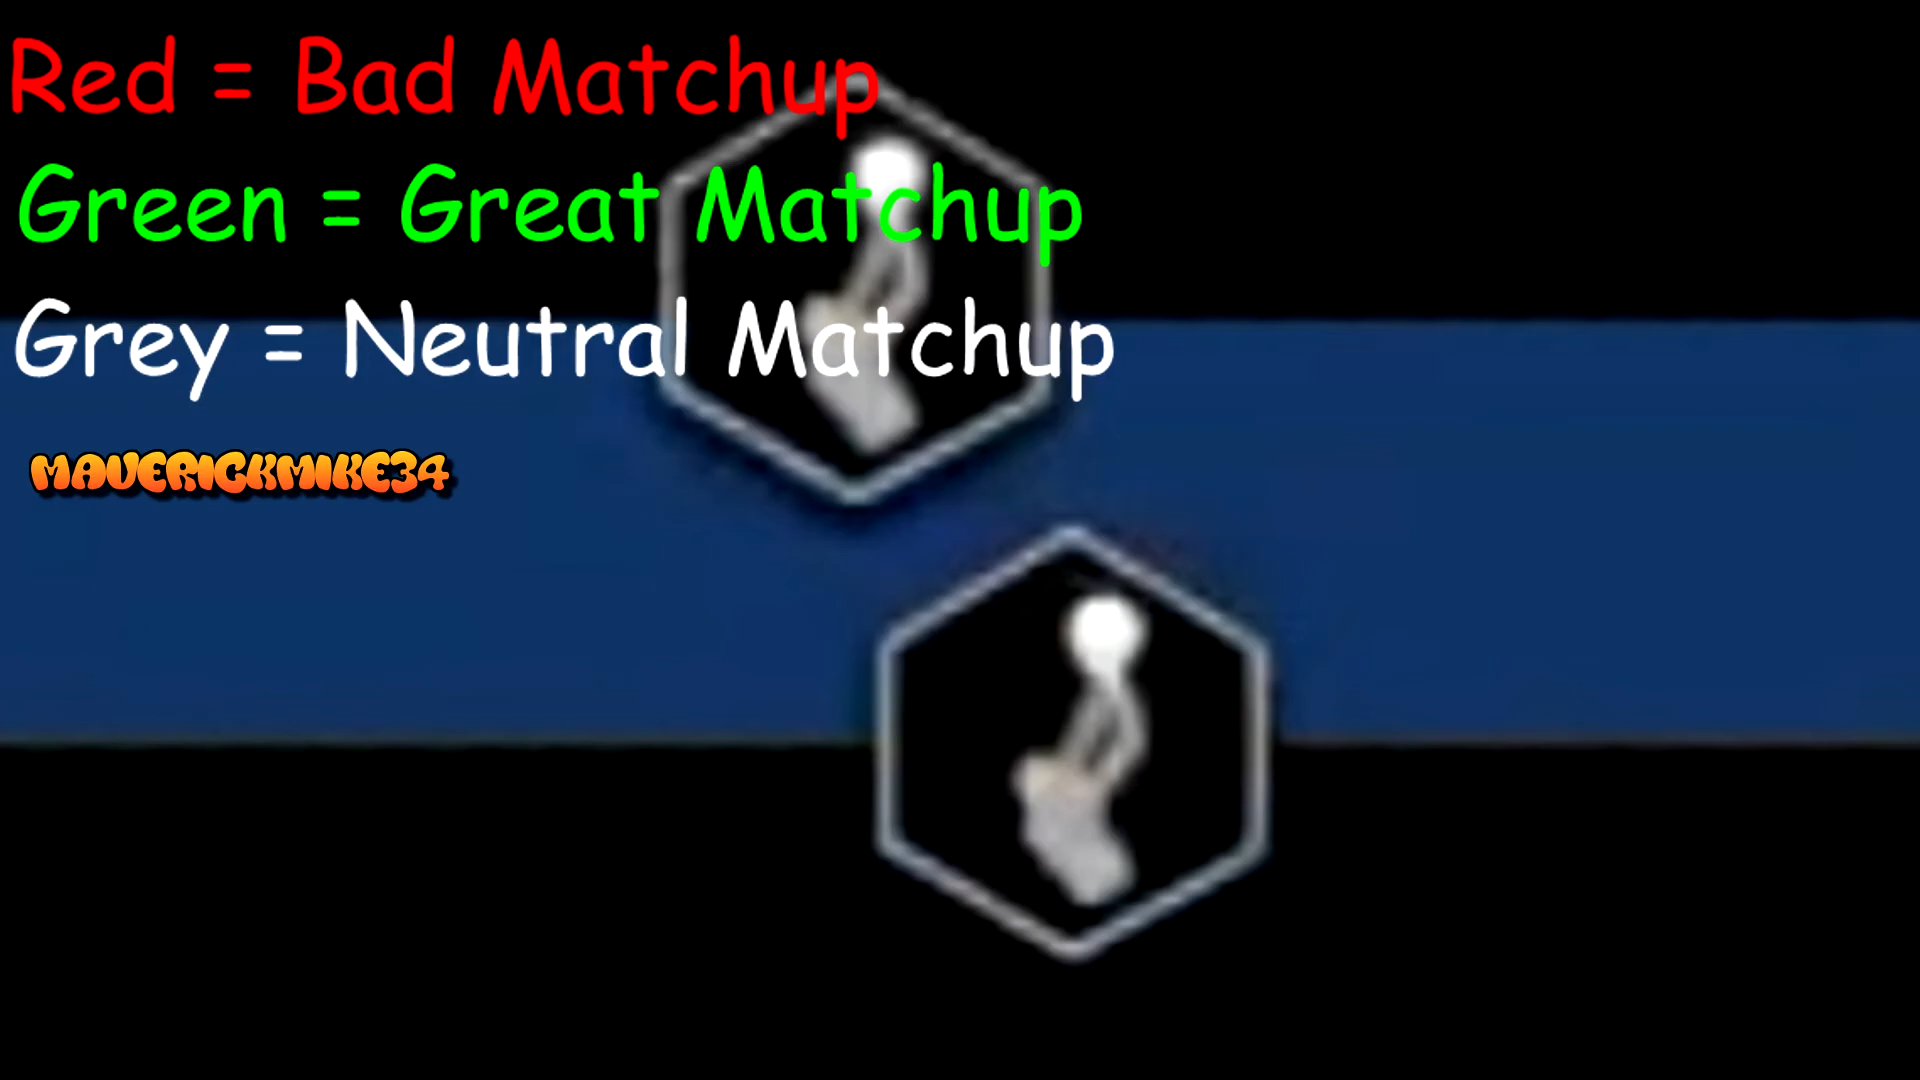 Red = Bad Matchup
Green = Great Matchup
Grey = Neutral Matchup
MAVERICKMIKE34